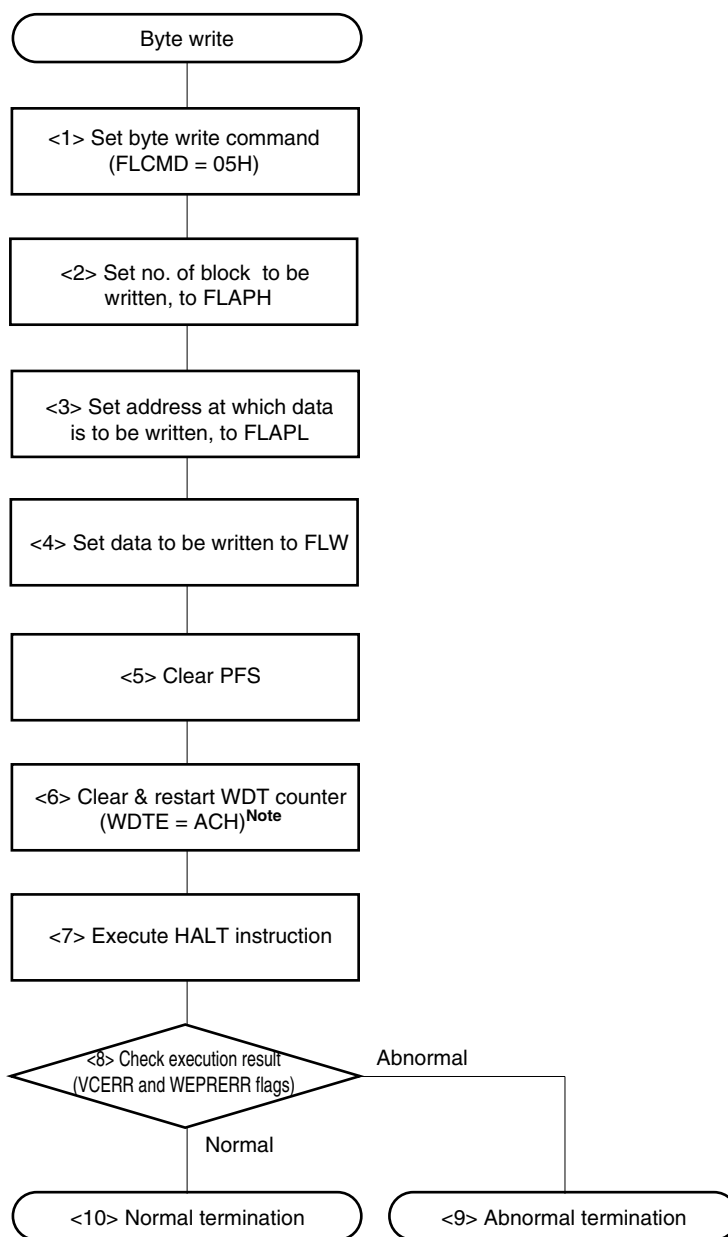 Byte write
<1> Set byte write command
(FLCMD = 05H)
<2> Set no. of block to be
written, to FLAPH
<3> Set address at which data
is to be written, to FLAPL
<4> Set data to be written to FLW
<5> Clear PFS
<6> Clear & restart WDT counter
(WDTE = ACH)Note
<7> Execute HALT instruction
<8> Check execution result
(VCERR and WEPRERR flags)
Abnormal
Normal
<10> Normal termination
<9> Abnormal termination